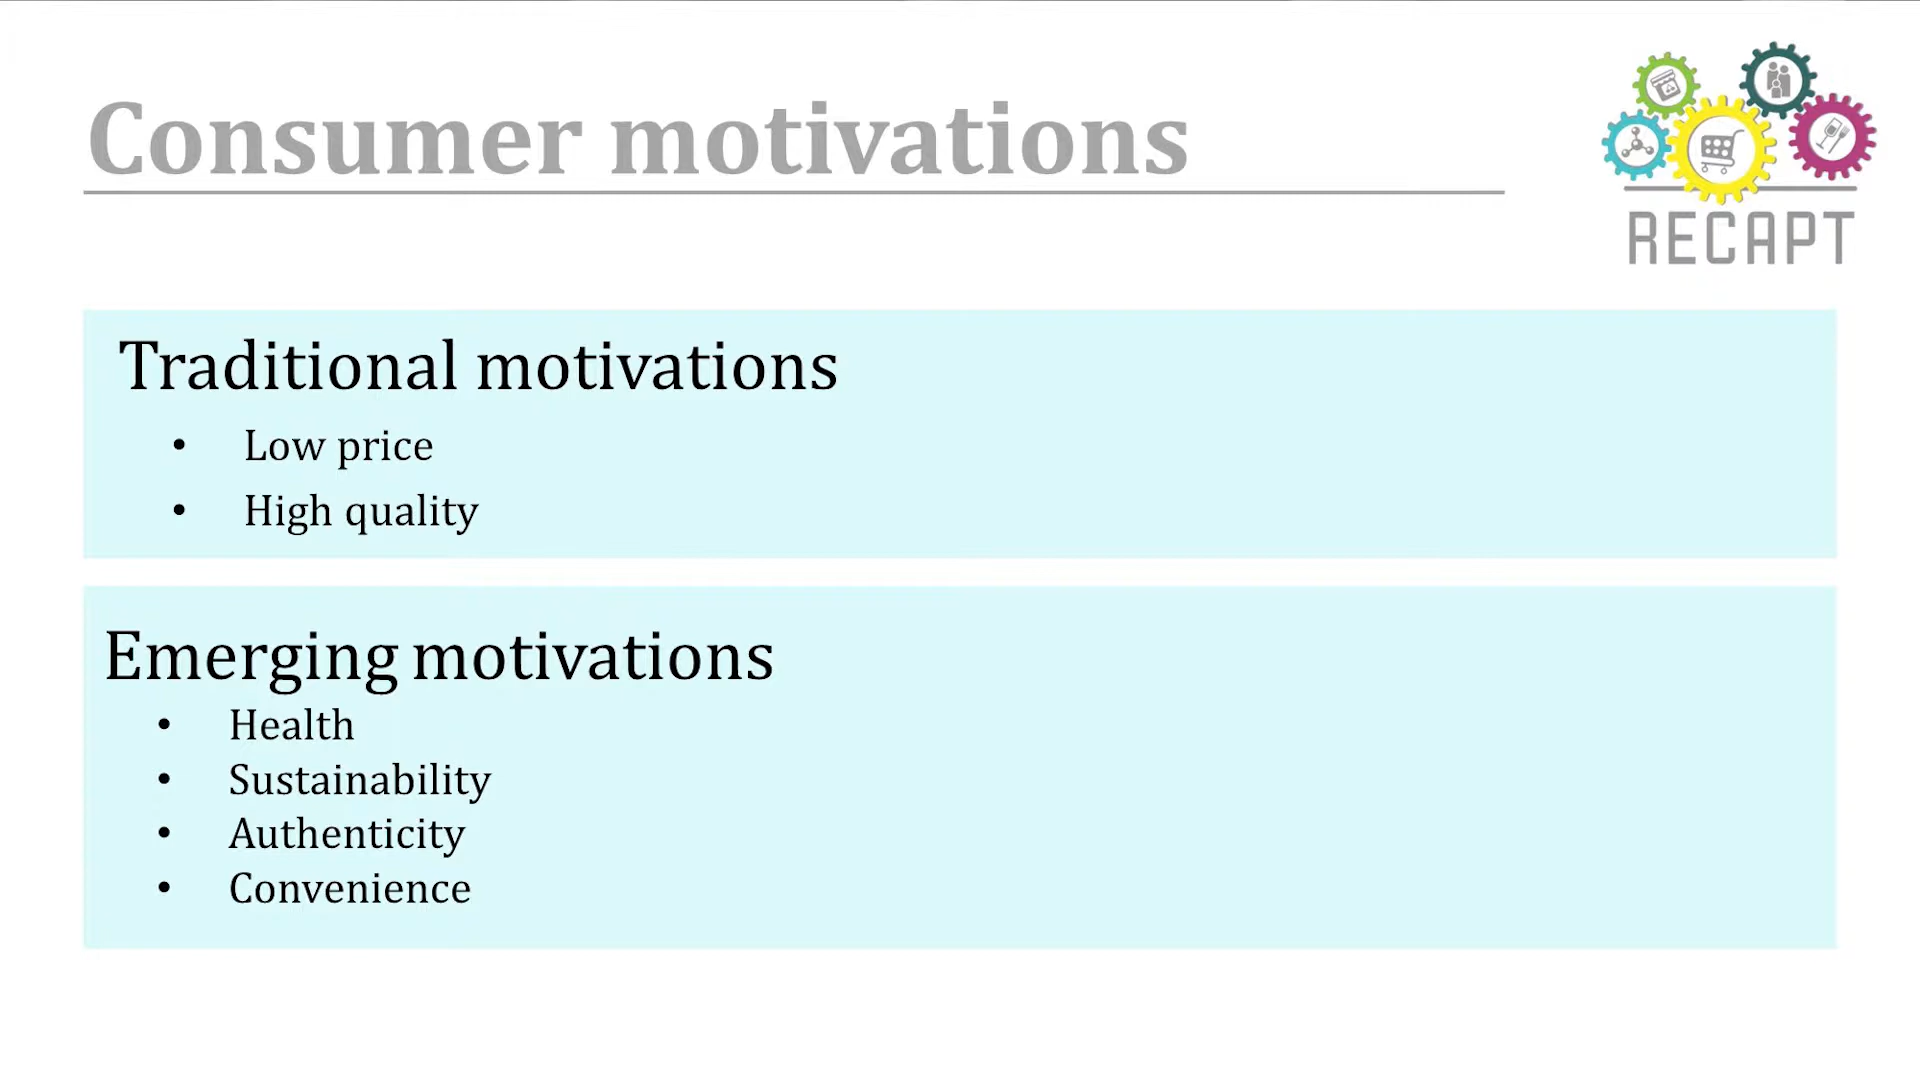 Consumer motivations
RECAPT
Traditional motivations
• Low price
• High quality
Emerging motivations
• Health
• Sustainability
• Authenticity
• Convenience